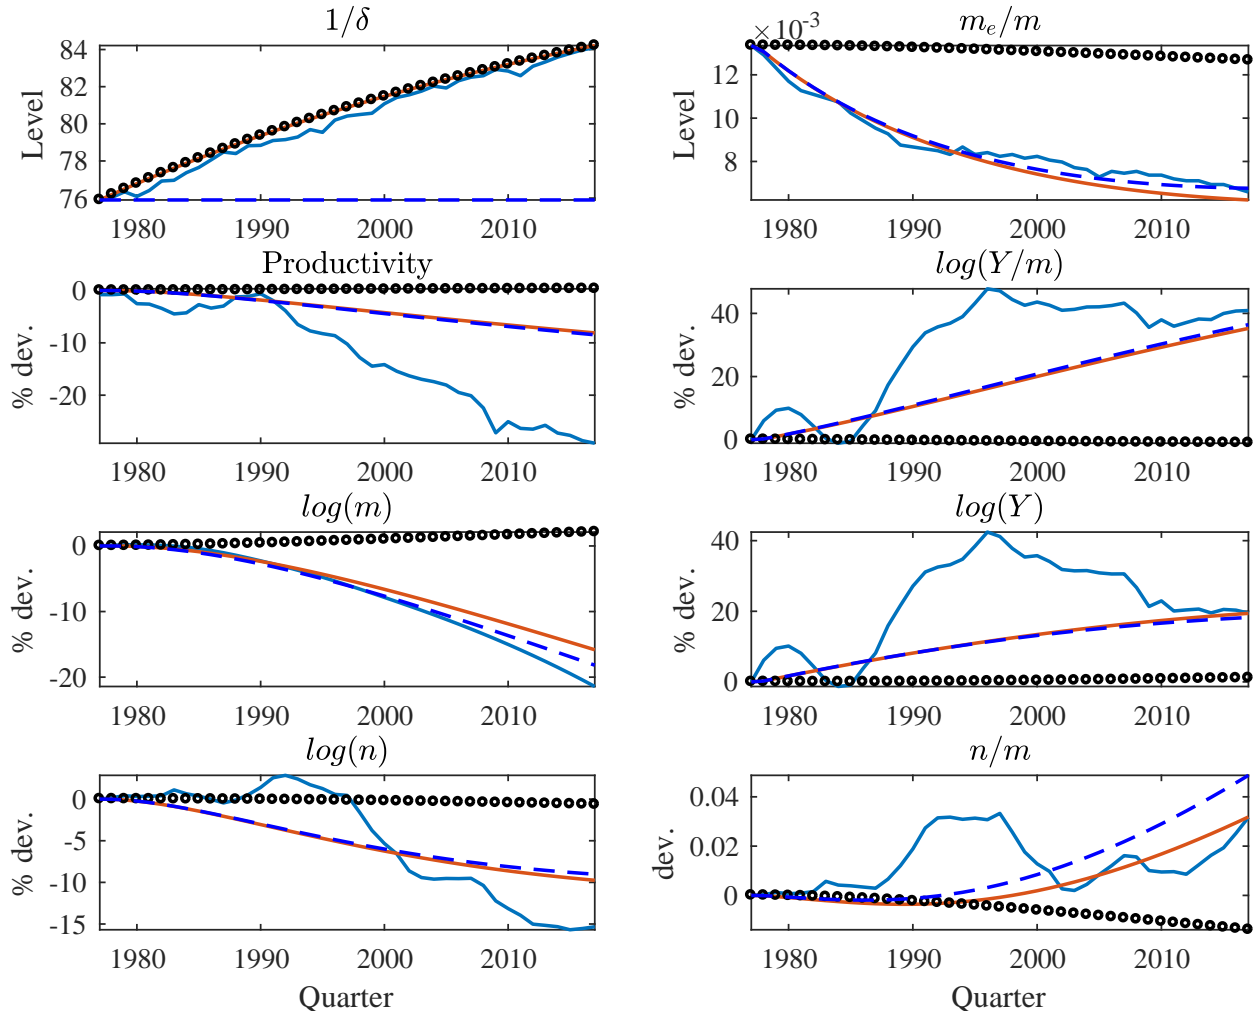 1/δ
84
82
80
78
76
Level
1980 1990 2000 2010
m_e/m
×10^-3
12
10
8
Level
1980 1990 2000 2010
Productivity
0
-10
-20
% dev.
1980 1990 2000 2010
log(Y/m)
40
20
0
% dev.
1980 1990 2000 2010
log(m)
0
-10
-20
% dev.
1980 1990 2000 2010
log(Y)
40
20
0
% dev.
1980 1990 2000 2010
log(n)
0
-5
-10
-15
% dev.
1980 1990 2000 2010
Quarter
n/m
0.04
0.02
0
dev.
1980 1990 2000 2010
Quarter